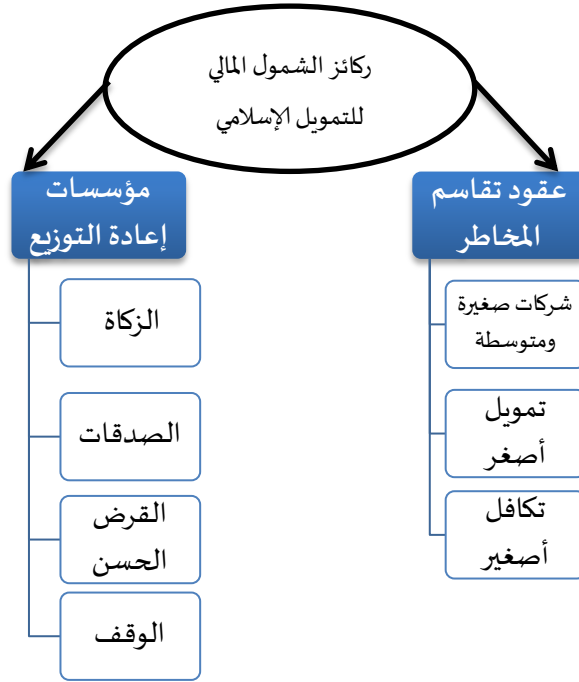 ركائز الشمول المالي
للتمويل الإسلامي
عقود تقاسم
المخاطر
شركات صغيرة
ومتوسطة
تمويل
أصغر
تكافل
أصغير
مؤسسات
إعادة التوزيع
الزكاة
الصدقات
القرض
الحسن
الوقف